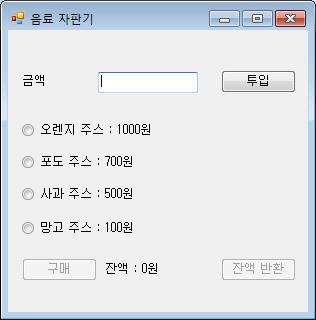 음료 자판기
금액 투입
오렌지 주스 : 1000원
포도 주스 : 700원
사과 주스 : 500원
망고 주스 : 100원
구매 잔액 : 0원 잔액 반환